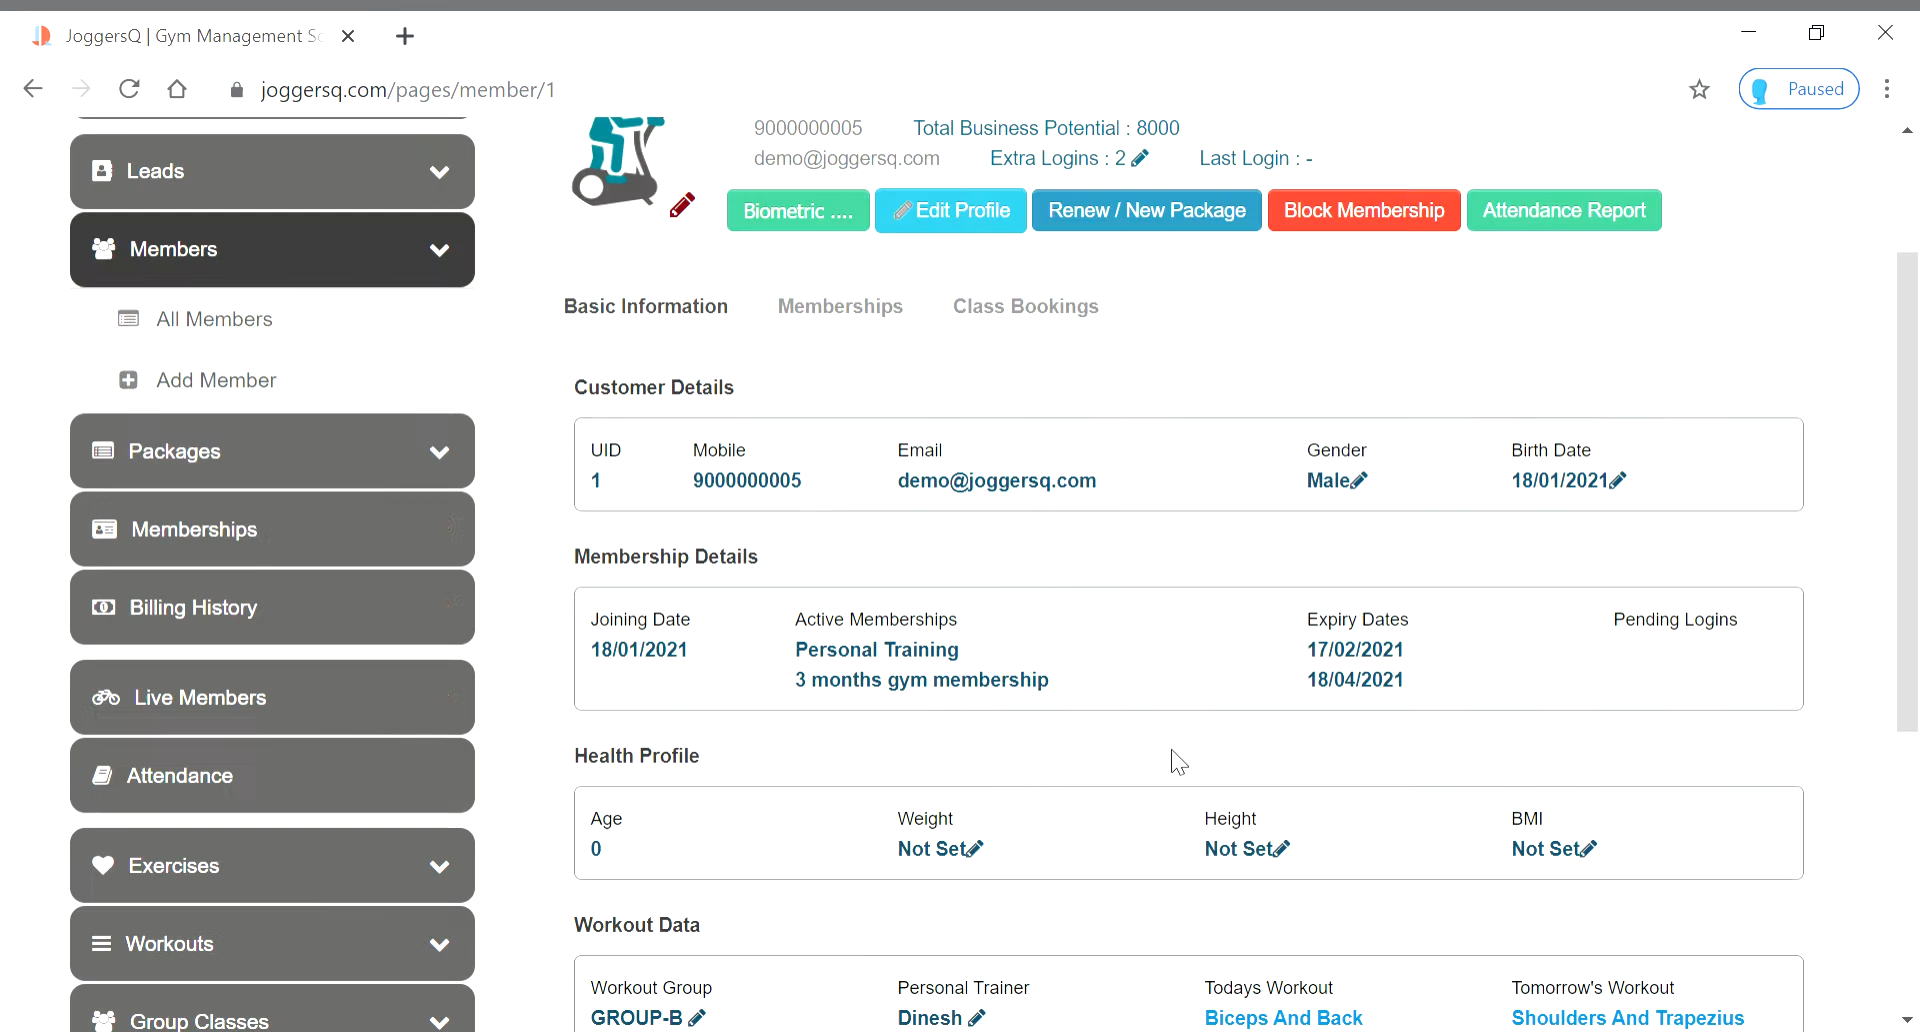 JoggersQ | Gym Management Sc
joggersq.com/pages/member/1
Paused
Leads
Members
All Members
Add Member
Packages
Memberships
Billing History
Live Members
Attendance
Exercises
Workouts
Group Classes
9000000005 Total Business Potential : 8000
demo@joggersq.com Extra Logins : 2 Last Login : -
Biometric .... Edit Profile Renew / New Package Block Membership Attendance Report
Basic Information Memberships Class Bookings
Customer Details
UID Mobile Email Gender Birth Date
1 9000000005 demo@joggersq.com Male 18/01/2021
Membership Details
Joining Date Active Memberships Expiry Dates Pending Logins
18/01/2021 Personal Training 17/02/2021
3 months gym membership 18/04/2021
Health Profile
Age Weight Height BMI
0 Not Set Not Set Not Set
Workout Data
Workout Group Personal Trainer Todays Workout Tomorrow's Workout
GROUP-B Dinesh Biceps And Back Shoulders And Trapezius